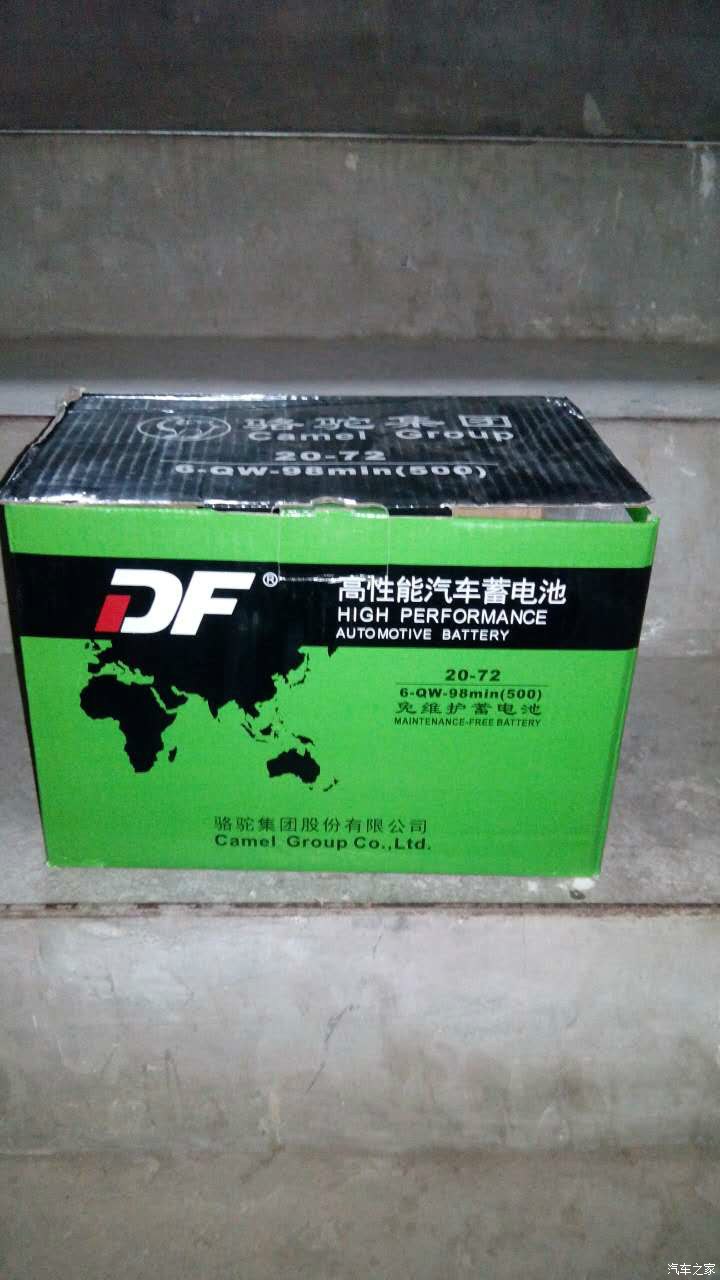 骆驼集团
Camel Group
20-72
6-QW-98min(500)
DF®
高性能汽车蓄电池
HIGH PERFORMANCE
AUTOMOTIVE BATTERY
20-72
6-QW-98min(500)
免维护蓄电池
MAINTENANCE-FREE BATTERY
骆驼集团股份有限公司
Camel Group Co.,Ltd.
汽车之家